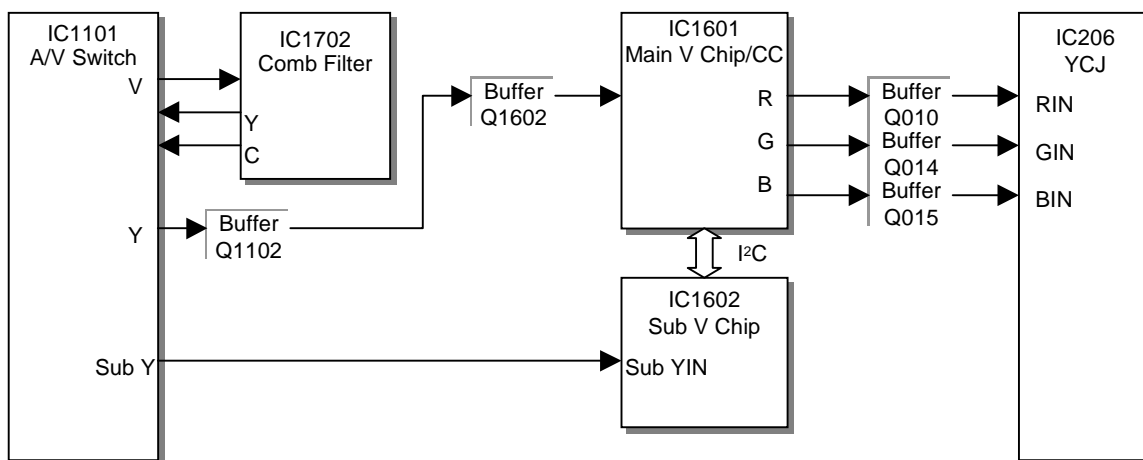 IC1101
A/V Switch
V
Y
Sub Y
IC1702
Comb Filter
Y
C
Buffer
Q1102
Buffer
Q1602
IC1601
Main V Chip/CC
R
G
B
I²C
IC1602
Sub V Chip
Sub YIN
Buffer
Q010
Buffer
Q014
Buffer
Q015
IC206
YCJ
RIN
GIN
BIN